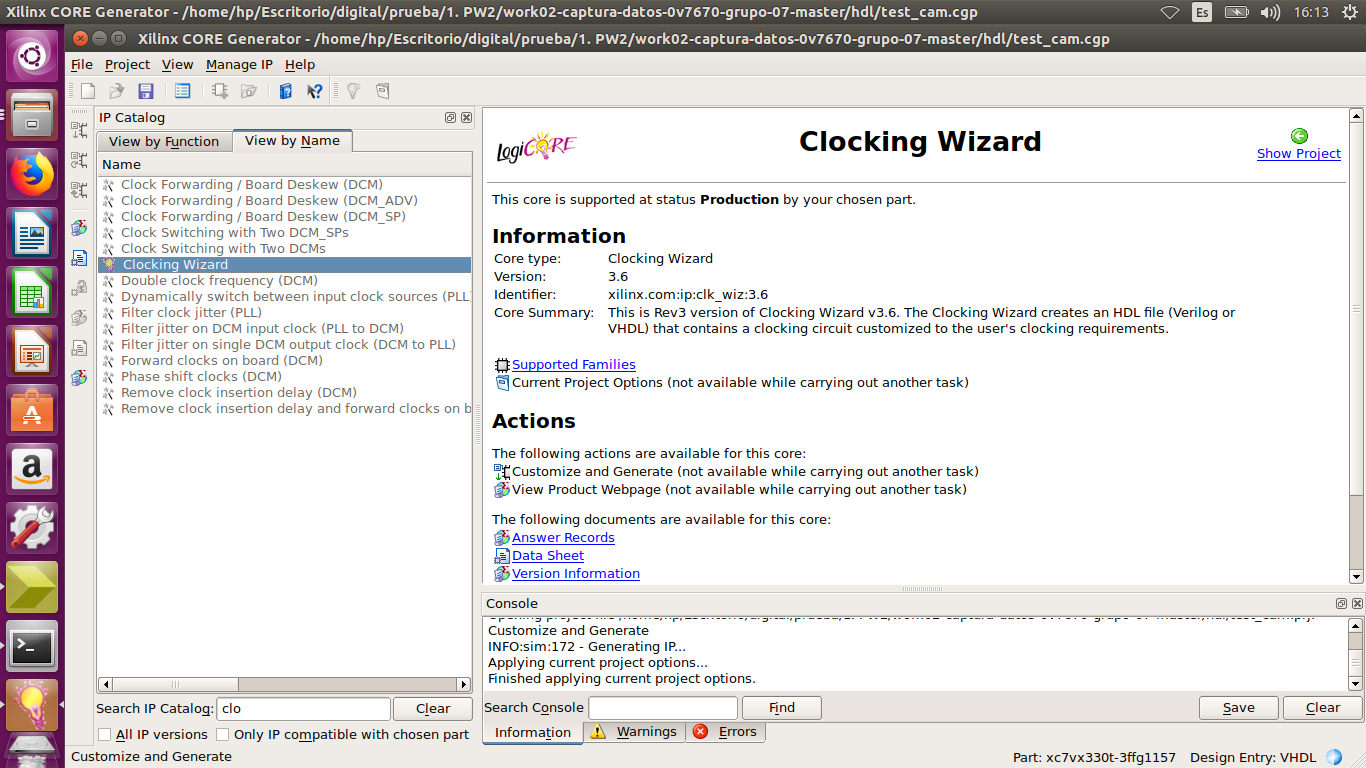 Xilinx CORE Generator - /home/hp/Escritorio/digital/prueba/1. PW2/work02-captura-datos-0v7670-grupo-07-master/hdl/test_cam.cgp
Es
16:13
Xilinx CORE Generator - /home/hp/Escritorio/digital/prueba/1. PW2/work02-captura-datos-0v7670-grupo-07-master/hdl/test_cam.cgp
File Project View Manage IP Help
IP Catalog
View by Function View by Name
Name
Clock Forwarding / Board Deskew (DCM)
Clock Forwarding / Board Deskew (DCM_ADV)
Clock Forwarding / Board Deskew (DCM_SP)
Clock Switching with Two DCM_SPs
Clock Switching with Two DCMs
Clocking Wizard
Double clock frequency (DCM)
Dynamically switch between input clock sources (PLL
Filter clock jitter (PLL)
Filter jitter on DCM input clock (PLL to DCM)
Filter jitter on single DCM output clock (DCM to PLL)
Forward clocks on board (DCM)
Phase shift clocks (DCM)
Remove clock insertion delay (DCM)
Remove clock insertion delay and forward clocks on b
Search IP Catalog: clo Clear
All IP versions Only IP compatible with chosen part
LogiCORE
Clocking Wizard
Show Project
This core is supported at status Production by your chosen part.
Information
Core type: Clocking Wizard
Version: 3.6
Identifier: xilinx.com:ip:clk_wiz:3.6
Core Summary: This is Rev3 version of Clocking Wizard v3.6. The Clocking Wizard creates an HDL file (Verilog or
VHDL) that contains a clocking circuit customized to the user's clocking requirements.
Supported Families
Current Project Options (not available while carrying out another task)
Actions
The following actions are available for this core:
Customize and Generate (not available while carrying out another task)
View Product Webpage (not available while carrying out another task)
The following documents are available for this core:
Answer Records
Data Sheet
Version Information
Console
Customize and Generate
INFO:sim:172 - Generating IP...
Applying current project options...
Finished applying current project options.
Search Console Find Save Clear
Information Warnings Errors
Customize and Generate
Part: xc7vx330t-3ffg1157 Design Entry: VHDL